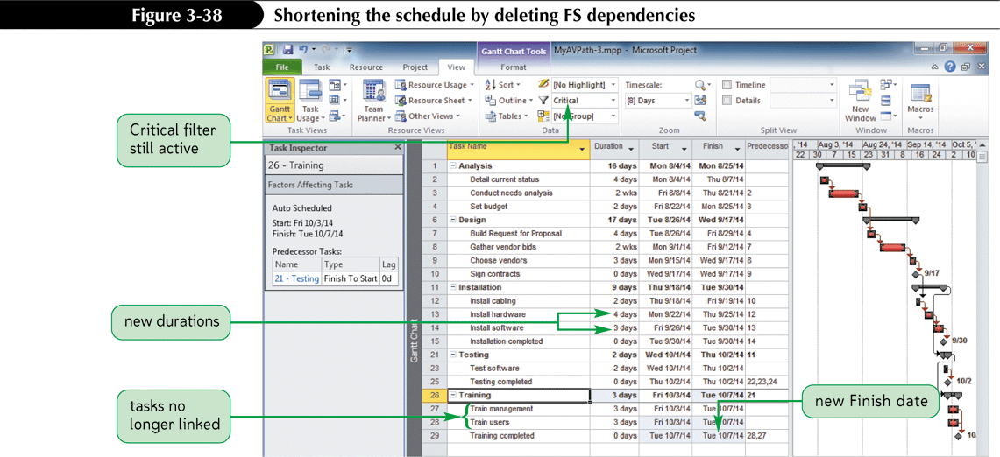 Figure 3-38 Shortening the schedule by deleting FS dependencies
Gantt Chart Tools MyAVPath-3.mpp - Microsoft Project
File Task Resource Project View Format
Gantt Chart
Task Usage
Task Views
Team Planner
Resource Usage
Resource Sheet
Other Views
Resource Views
Sort
Outline
Tables
[No Highlight]
Critical
[No Group]
Data
Timescale:
[8] Days
Zoom
Timeline
Details
Split View
New Window
Window
Macros
Macros
Critical filter
still active
new durations
tasks no
longer linked
new Finish date
Task Inspector X
26 - Training
Factors Affecting Task:
Auto Scheduled
Start: Fri 10/3/14
Finish: Tue 10/7/14
Predecessor Tasks:
Name Type Lag
21 - Testing Finish To Start 0d
Gantt Chart
Task Name Duration Start Finish Predecesso
, '14 Aug 3, '14 Aug 24, '14 Sep 14, '14 Oct 5, '
22 30 7 15 23 31 8 16 24 2 10
1 Analysis 16 days Mon 8/4/14 Mon 8/25/14
2 Detail current status 4 days Mon 8/4/14 Thu 8/7/14
3 Conduct needs analysis 2 wks Fri 8/8/14 Thu 8/21/14 2
4 Set budget 2 days Fri 8/22/14 Mon 8/25/14 3
6 Design 17 days Tue 8/26/14 Wed 9/17/14
7 Build Request for Proposal 4 days Tue 8/26/14 Fri 8/29/14 4
8 Gather vendor bids 2 wks Mon 9/1/14 Fri 9/12/14 7
9 Choose vendors 3 days Mon 9/15/14 Wed 9/17/14 8
10 Sign contracts 0 days Wed 9/17/14 Wed 9/17/14 9
9/17
11 Installation 9 days Thu 9/18/14 Tue 9/30/14
12 Install cabling 2 days Thu 9/18/14 Fri 9/19/14 10
13 Install hardware 4 days Mon 9/22/14 Thu 9/25/14 12
14 Install software 3 days Fri 9/26/14 Tue 9/30/14 13
15 Installation completed 0 days Tue 9/30/14 Tue 9/30/14 14
9/30
21 Testing 2 days Wed 10/1/14 Thu 10/2/14 11
23 Test software 2 days Wed 10/1/14 Thu 10/2/14
25 Testing completed 0 days Thu 10/2/14 Thu 10/2/14 22,23,24
10/2
26 Training 3 days Fri 10/3/14 Tue 10/7/14 21
27 Train management 3 days Fri 10/3/14 Tue 10/7/14
28 Train users 3 days Fri 10/3/14 Tue 10/7/14
29 Training completed 0 days Tue 10/7/14 Tue 10/7/14 28,27
10